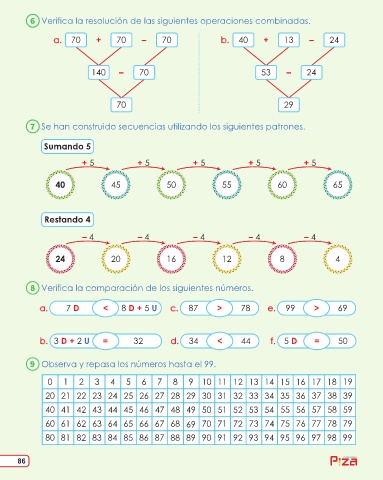 6 Verifica la resolución de las siguientes operaciones combinadas.
a. 70 + 70 – 70 b. 40 + 13 – 24
140 – 70 53 – 24
70 29
7 Se han construido secuencias utilizando los siguientes patrones.
Sumando 5
+ 5 + 5 + 5 + 5 + 5
40 45 50 55 60 65
Restando 4
– 4 – 4 – 4 – 4 – 4
24 20 16 12 8 4
8 Verifica la comparación de los siguientes números.
a. 7 D < 8 D + 5 U c. 87 > 78 e. 99 > 69
b. 3 D + 2 U = 32 d. 34 < 44 f. 5 D = 50
9 Observa y repasa los números hasta el 99.
0 1 2 3 4 5 6 7 8 9 10 11 12 13 14 15 16 17 18 19
20 21 22 23 24 25 26 27 28 29 30 31 32 33 34 35 36 37 38 39
40 41 42 43 44 45 46 47 48 49 50 51 52 53 54 55 56 57 58 59
60 61 62 63 64 65 66 67 68 69 70 71 72 73 74 75 76 77 78 79
80 81 82 83 84 85 86 87 88 89 90 91 92 93 94 95 96 97 98 99
86 Piza